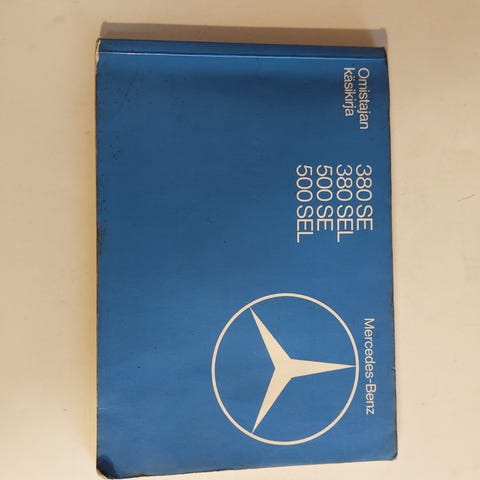 Omistajan
käsikirja
380 SE
380 SEL
500 SE
500 SEL
Mercedes-Benz